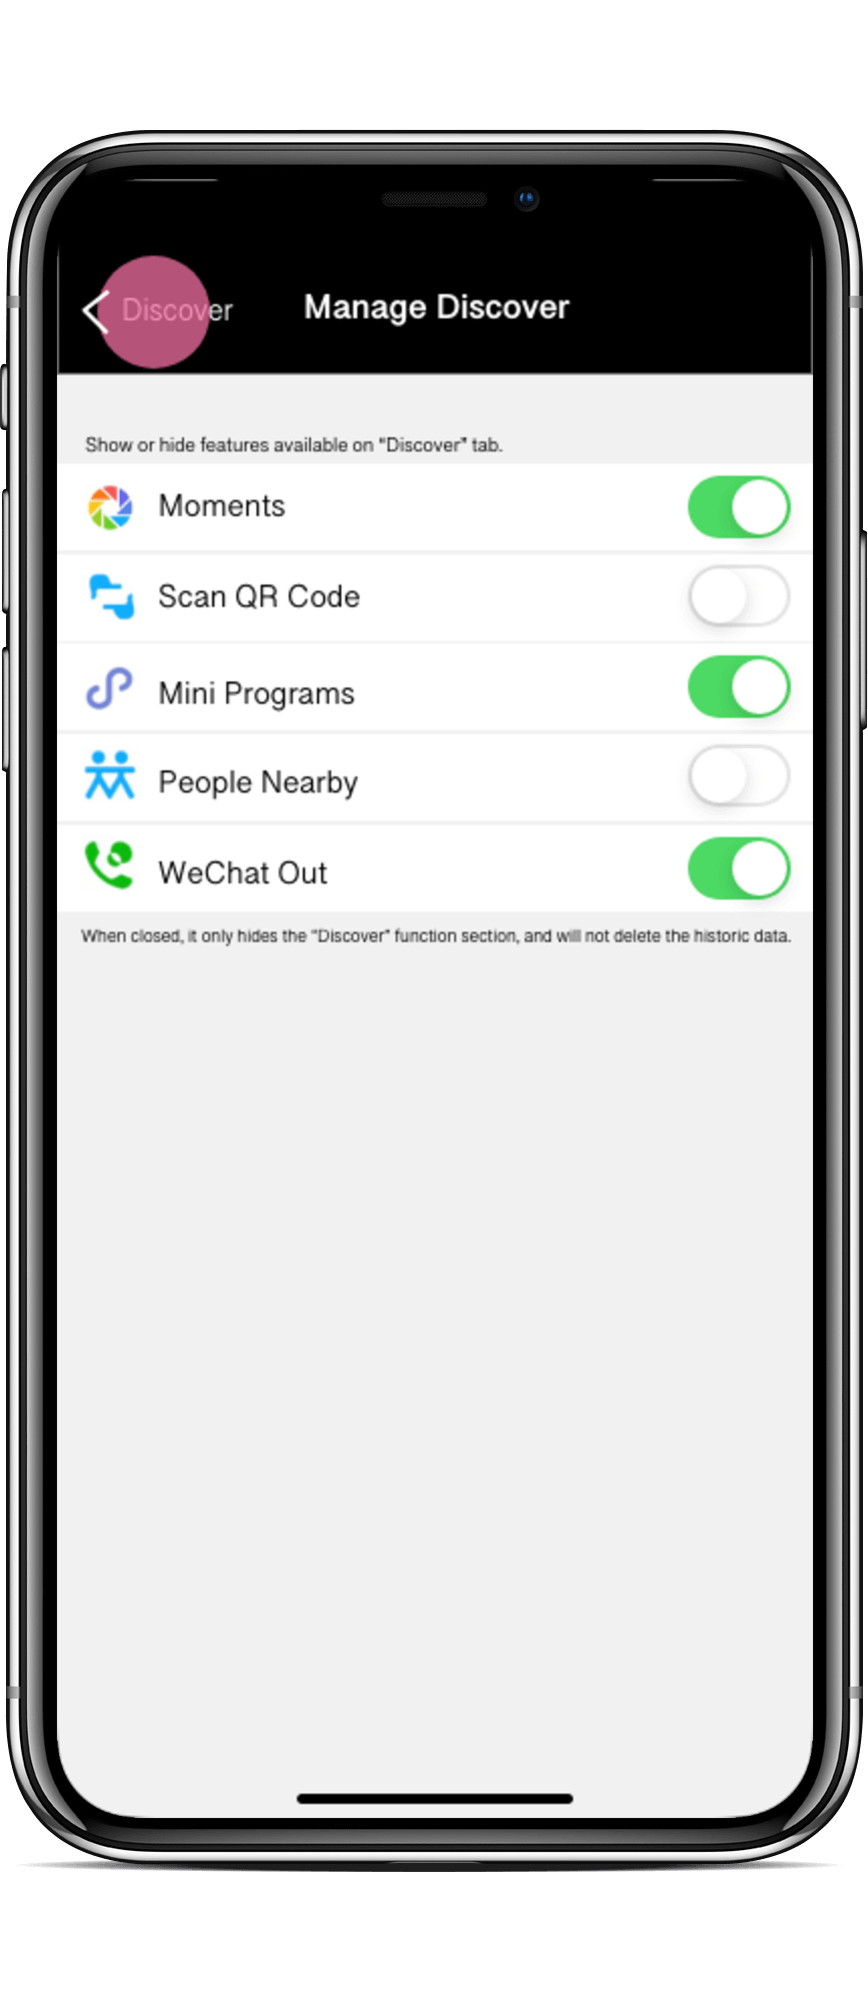 Discover
Manage Discover
Show or hide features available on "Discover" tab.
Moments
Scan QR Code
Mini Programs
People Nearby
WeChat Out
When closed, it only hides the "Discover" function section, and will not delete the historic data.